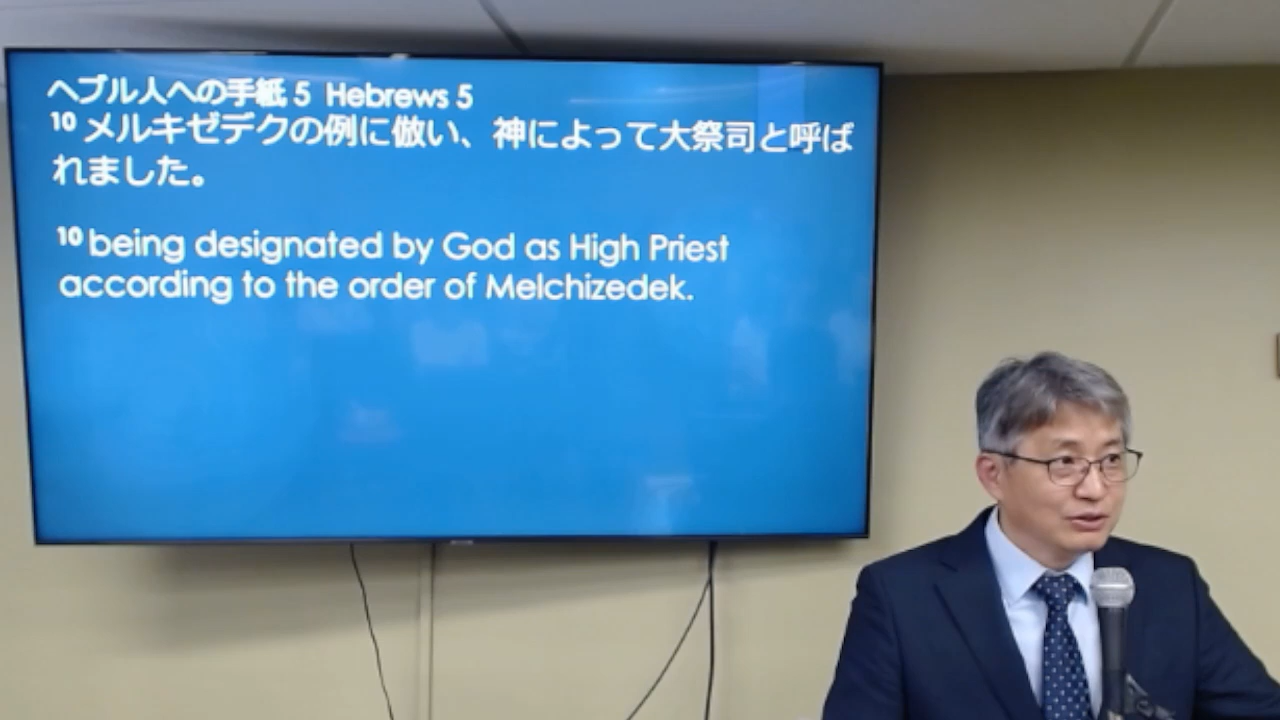 ヘブル人への手紙 5 Hebrews 5
10 メルキゼデクの例に倣い、神によって大祭司と呼ば
れました。
10 being designated by God as High Priest
according to the order of Melchizedek.